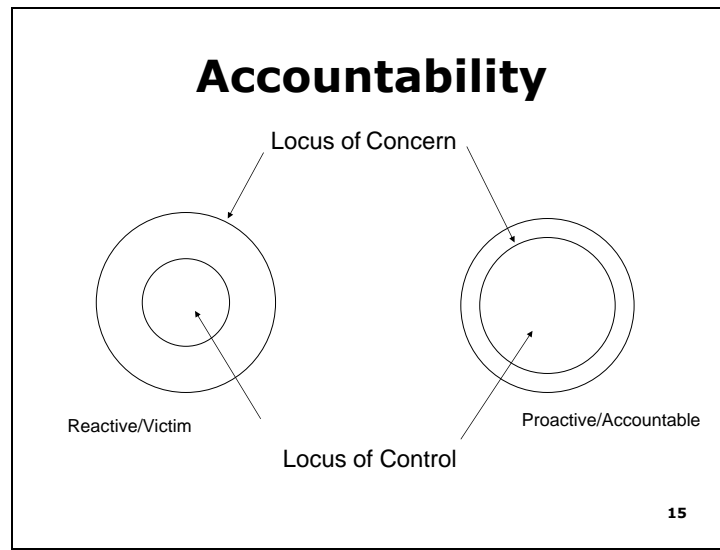 Accountability
Locus of Concern
Reactive/Victim
Proactive/Accountable
Locus of Control
15